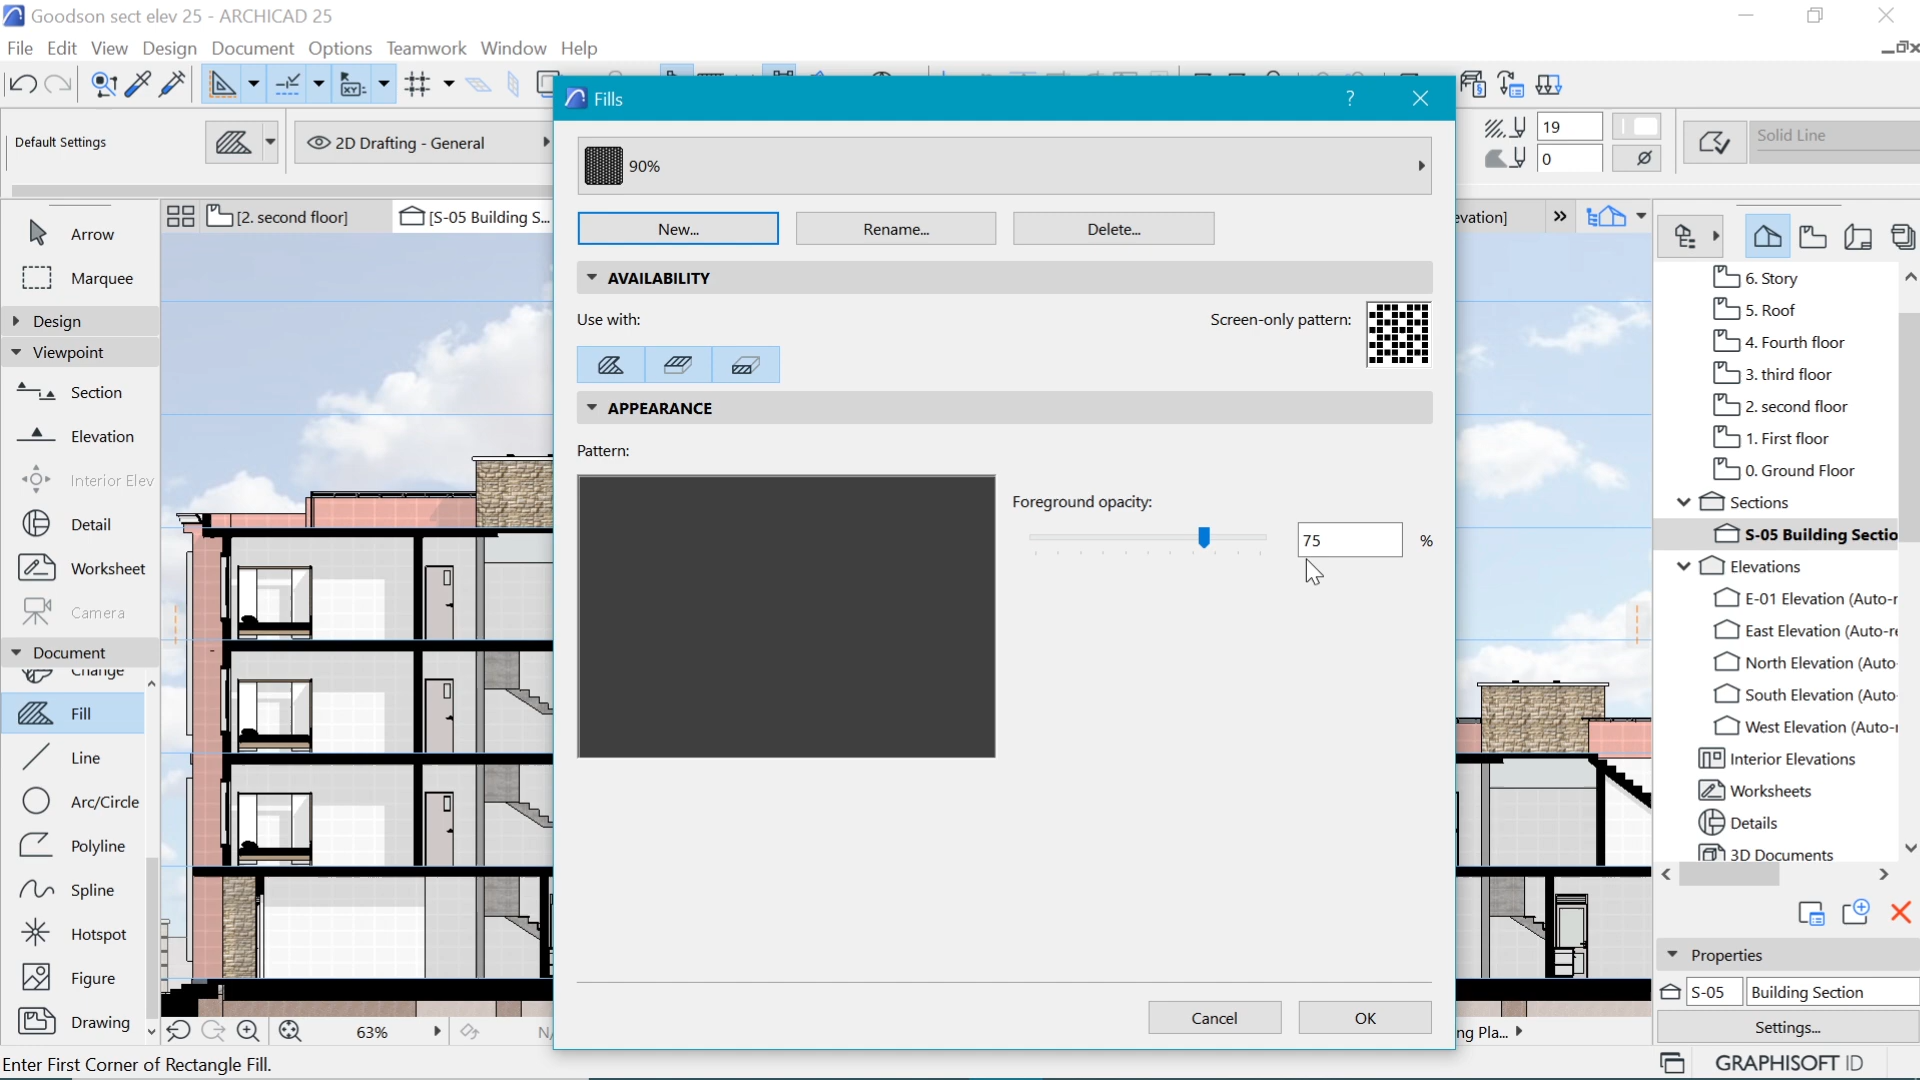 Goodson sect elev 25 - ARCHICAD 25
File Edit View Design Document Options Teamwork Window Help
Fills
Default Settings
2D Drafting - General
90%
19
0
Solid Line
[2. second floor]
[S-05 Building S...
evation]
New...
Rename...
Delete...
Arrow
Marquee
Design
Viewpoint
Section
Elevation
Interior Elev
Detail
Worksheet
Camera
Document
Change
Fill
Line
Arc/Circle
Polyline
Spline
Hotspot
Figure
Drawing
AVAILABILITY
Use with:
Screen-only pattern:
APPEARANCE
Pattern:
Foreground opacity:
75
%
Cancel
OK
6. Story
5. Roof
4. Fourth floor
3. third floor
2. second floor
1. First floor
0. Ground Floor
Sections
S-05 Building Sectio
Elevations
E-01 Elevation (Auto-r
East Elevation (Auto-re
North Elevation (Auto-
South Elevation (Auto-
West Elevation (Auto-r
Interior Elevations
Worksheets
Details
3D Documents
Properties
S-05
Building Section
Settings...
63%
N/
ng Pla...
Enter First Corner of Rectangle Fill.
GRAPHISOFT ID